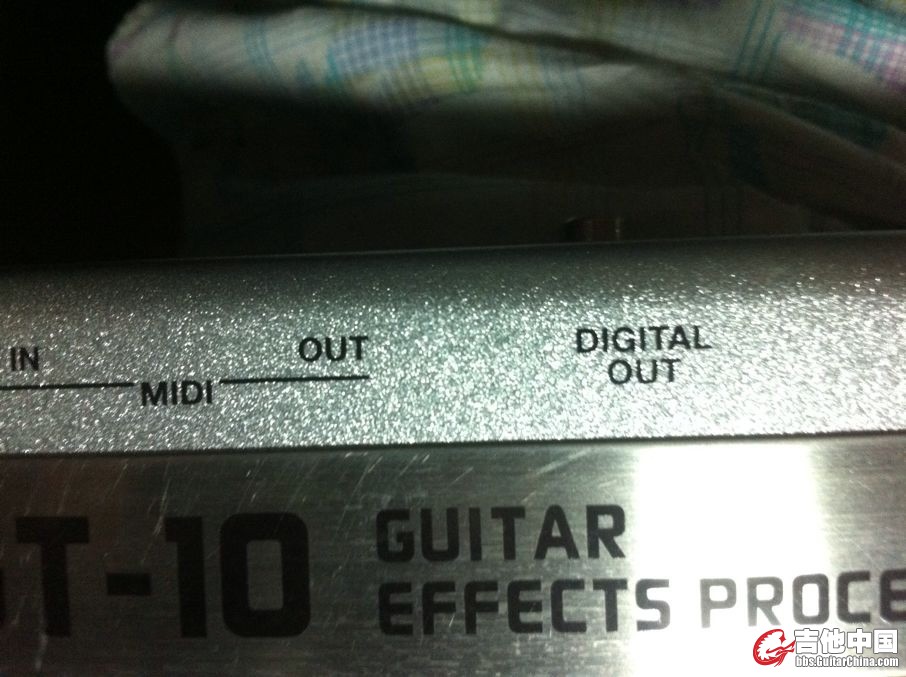 IN
OUT
MIDI
DIGITAL
OUT
T-10
GUITAR
EFFECTS PROCE
吉他中国
bbs.GuitarChina.com